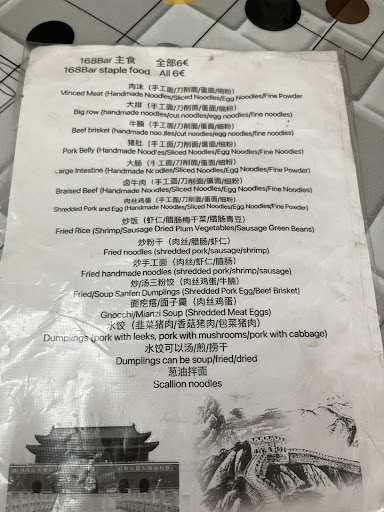 168Bar 主食 全部6€
168Bar staple food All 6€
肉沫（手工面/刀削面/蛋面/细粉）
Minced Meat (Handmade Noodles/Sliced Noodles/Egg Noodles/Fine Powder
大排（手工面/刀削面/蛋面/细粉）
Big row (handmade noodles/cut noodles/egg noodles/fine noodles)
牛腩（手工面/刀削面/蛋面/细粉）
Beef brisket (handmade noodles/cut noodles/egg noodles/fine noodles)
猪肚（手工面/刀削面/蛋面/细粉）
Pork Belly (Handmade Noodles/Sliced Noodles/Egg Noodles/Fine Noodles)
大肠（手工面/刀削面/蛋面/细粉）
Large Intestine (Handmade Noodles/Sliced Noodles/Egg Noodles/Fine Powder)
卤牛肉（手工面/刀削面/蛋面/细粉）
Braised Beef (Handmade Noodles/Sliced Noodles/Egg Noodles/Fine Noodles)
肉丝鸡蛋（手工面/刀削面/蛋面/细粉）
Shredded Pork and Egg (Handmade Noodles/Sliced Noodles/Egg Noodles/Fine Powder)
炒饭（虾仁/腊肠梅干菜/腊肠青豆）
Fried Rice (Shrimp/Sausage Dried Plum Vegetables/Sausage Green Beans)
炒粉干（肉丝/腊肠/虾仁）
Fried noodles (shredded pork/sausage/shrimp)
炒手工面（肉丝/虾仁/腊肠）
Fried handmade noodles (shredded pork/shrimp/sausage)
炒/汤三粉饺（肉丝鸡蛋/牛腩）
Fried/Soup Sanfen Dumplings (Shredded Pork Egg/Beef Brisket)
面疙瘩/面子羹（肉丝鸡蛋）
Gnocchi/Mianzi Soup (Shredded Meat Eggs)
水饺（韭菜猪肉/香菇猪肉/包菜猪肉）
Dumplings (pork with leeks, pork with mushrooms/pork with cabbage)
水饺可以汤/煎/捞干
Dumplings can be soup/fried/dried
葱油拌面
Scallion noodles